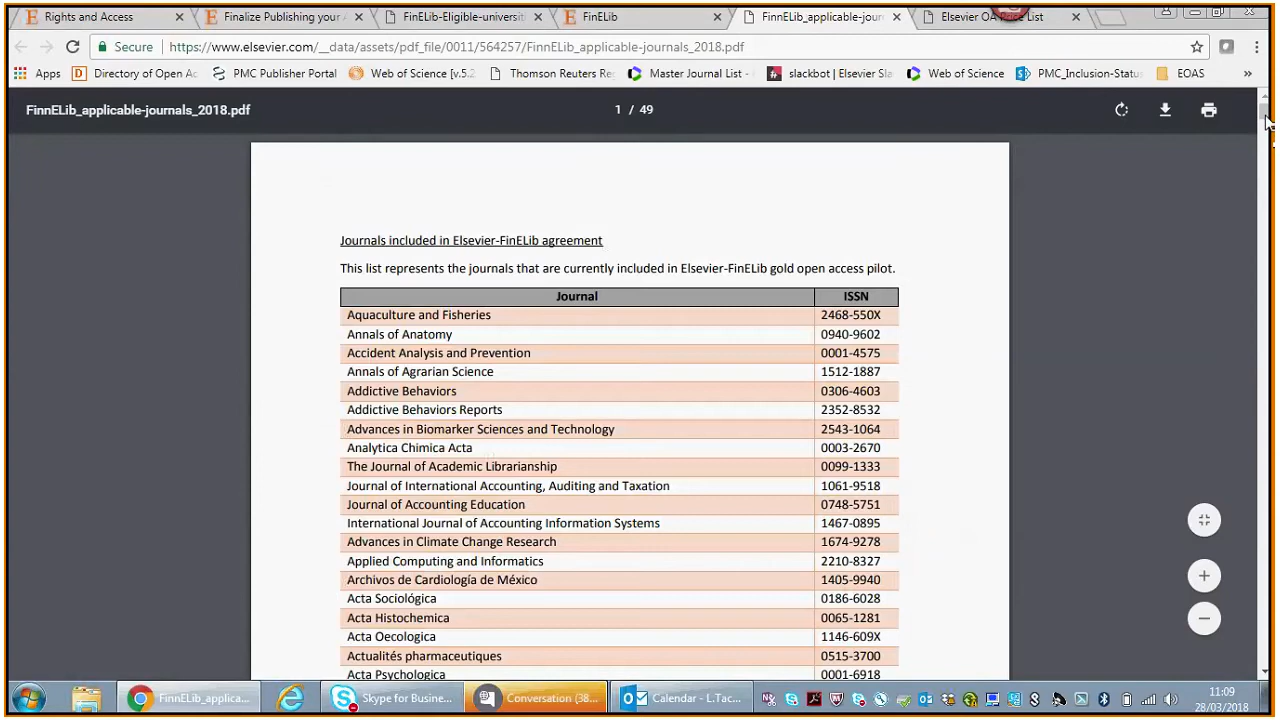 Rights and Access
Finalize Publishing your
FinELib-Eligible-universit
FinELib
FinnELib_applicable-jour
Elsevier OA Price List
Secure https://www.elsevier.com/__data/assets/pdf_file/0011/564257/FinnELib_applicable-journals_2018.pdf
Apps
Directory of Open Ac
PMC Publisher Portal
Web of Science [v.5.2
Thomson Reuters Re
Master Journal List -
slackbot | Elsevier Sla
Web of Science
PMC_Inclusion-Status
EOAS
FinnELib_applicable-journals_2018.pdf
1 / 49
Journals included in Elsevier-FinELib agreement
This list represents the journals that are currently included in Elsevier-FinELib gold open access pilot.
Journal ISSN
Aquaculture and Fisheries 2468-550X
Annals of Anatomy 0940-9602
Accident Analysis and Prevention 0001-4575
Annals of Agrarian Science 1512-1887
Addictive Behaviors 0306-4603
Addictive Behaviors Reports 2352-8532
Advances in Biomarker Sciences and Technology 2543-1064
Analytica Chimica Acta 0003-2670
The Journal of Academic Librarianship 0099-1333
Journal of International Accounting, Auditing and Taxation 1061-9518
Journal of Accounting Education 0748-5751
International Journal of Accounting Information Systems 1467-0895
Advances in Climate Change Research 1674-9278
Applied Computing and Informatics 2210-8327
Archivos de Cardiología de México 1405-9940
Acta Sociológica 0186-6028
Acta Histochemica 0065-1281
Acta Oecologica 1146-609X
Actualités pharmaceutiques 0515-3700
Acta Psychologica 0001-6918
FinnELib_applica...
Skype for Busine...
Conversation (38...
Calendar - L.Tac...
11:09
28/03/2018